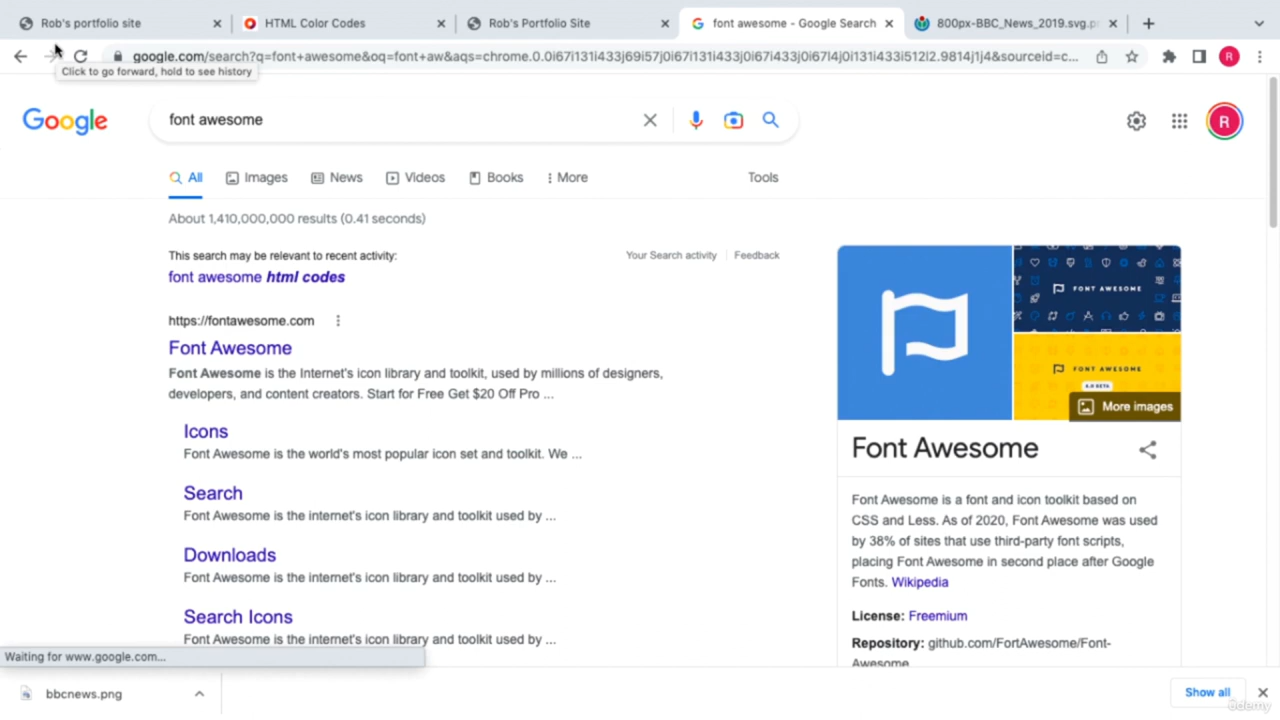 Rob's portfolio site
HTML Color Codes
Rob's Portfolio Site
font awesome - Google Search
800px-BBC_News_2019.svg.p
google.com/search?q=font+awesome&oq=font+aw&aqs=chrome.0.0i67i131i433j69i57j0i67i131i433j0i67l4j0i131i433i512l2.9814j1j4&sourceid=c...
R
Click to go forward, hold to see history
Google
font awesome
R
All
Images
News
Videos
Books
More
Tools
About 1,410,000,000 results (0.41 seconds)
This search may be relevant to recent activity:
Your Search activity
Feedback
font awesome html codes
https://fontawesome.com
Font Awesome
Font Awesome is the Internet's icon library and toolkit, used by millions of designers,
developers, and content creators. Start for Free Get $20 Off Pro ...
Icons
Font Awesome is the world's most popular icon set and toolkit. We ...
Search
Font Awesome is the internet's icon library and toolkit used by ...
Downloads
Font Awesome is the internet's icon library and toolkit used by ...
Search Icons
Font Awesome is the internet's icon library and toolkit used by ...
FONT AWESOME
FONT AWESOME
More images
Font Awesome
Font Awesome is a font and icon toolkit based on
CSS and Less. As of 2020, Font Awesome was used
by 38% of sites that use third-party font scripts,
placing Font Awesome in second place after Google
Fonts. Wikipedia
License: Freemium
Repository: github.com/FortAwesome/Font-
Awesome
Waiting for www.google.com...
bbcnews.png
Show all
ûdemy